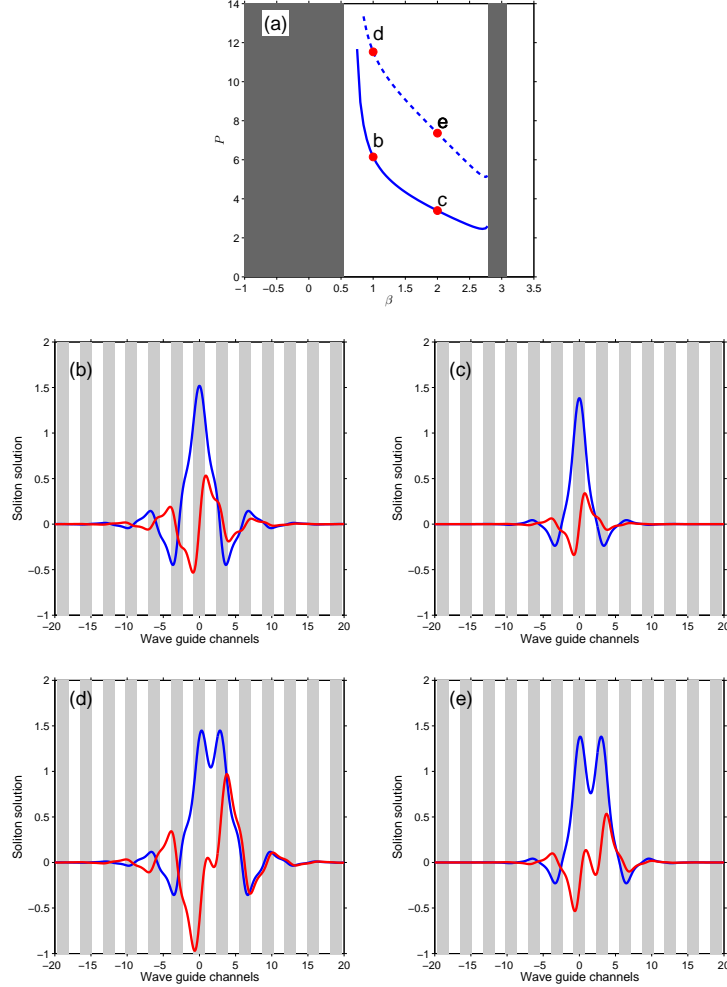 (a)
14
12
10
8
6
4
2
0
P
d
b
e
c
−1 −0.5 0 0.5 1 1.5 2 2.5 3 3.5
β
(b)
2
1.5
1
0.5
0
−0.5
−1
Soliton solution
−20 −15 −10 −5 0 5 10 15 20
Wave guide channels
(c)
2
1.5
1
0.5
0
−0.5
−1
Soliton solution
−20 −15 −10 −5 0 5 10 15 20
Wave guide channels
(d)
2
1.5
1
0.5
0
−0.5
−1
Soliton solution
−20 −15 −10 −5 0 5 10 15 20
Wave guide channels
(e)
2
1.5
1
0.5
0
−0.5
−1
Soliton solution
−20 −15 −10 −5 0 5 10 15 20
Wave guide channels